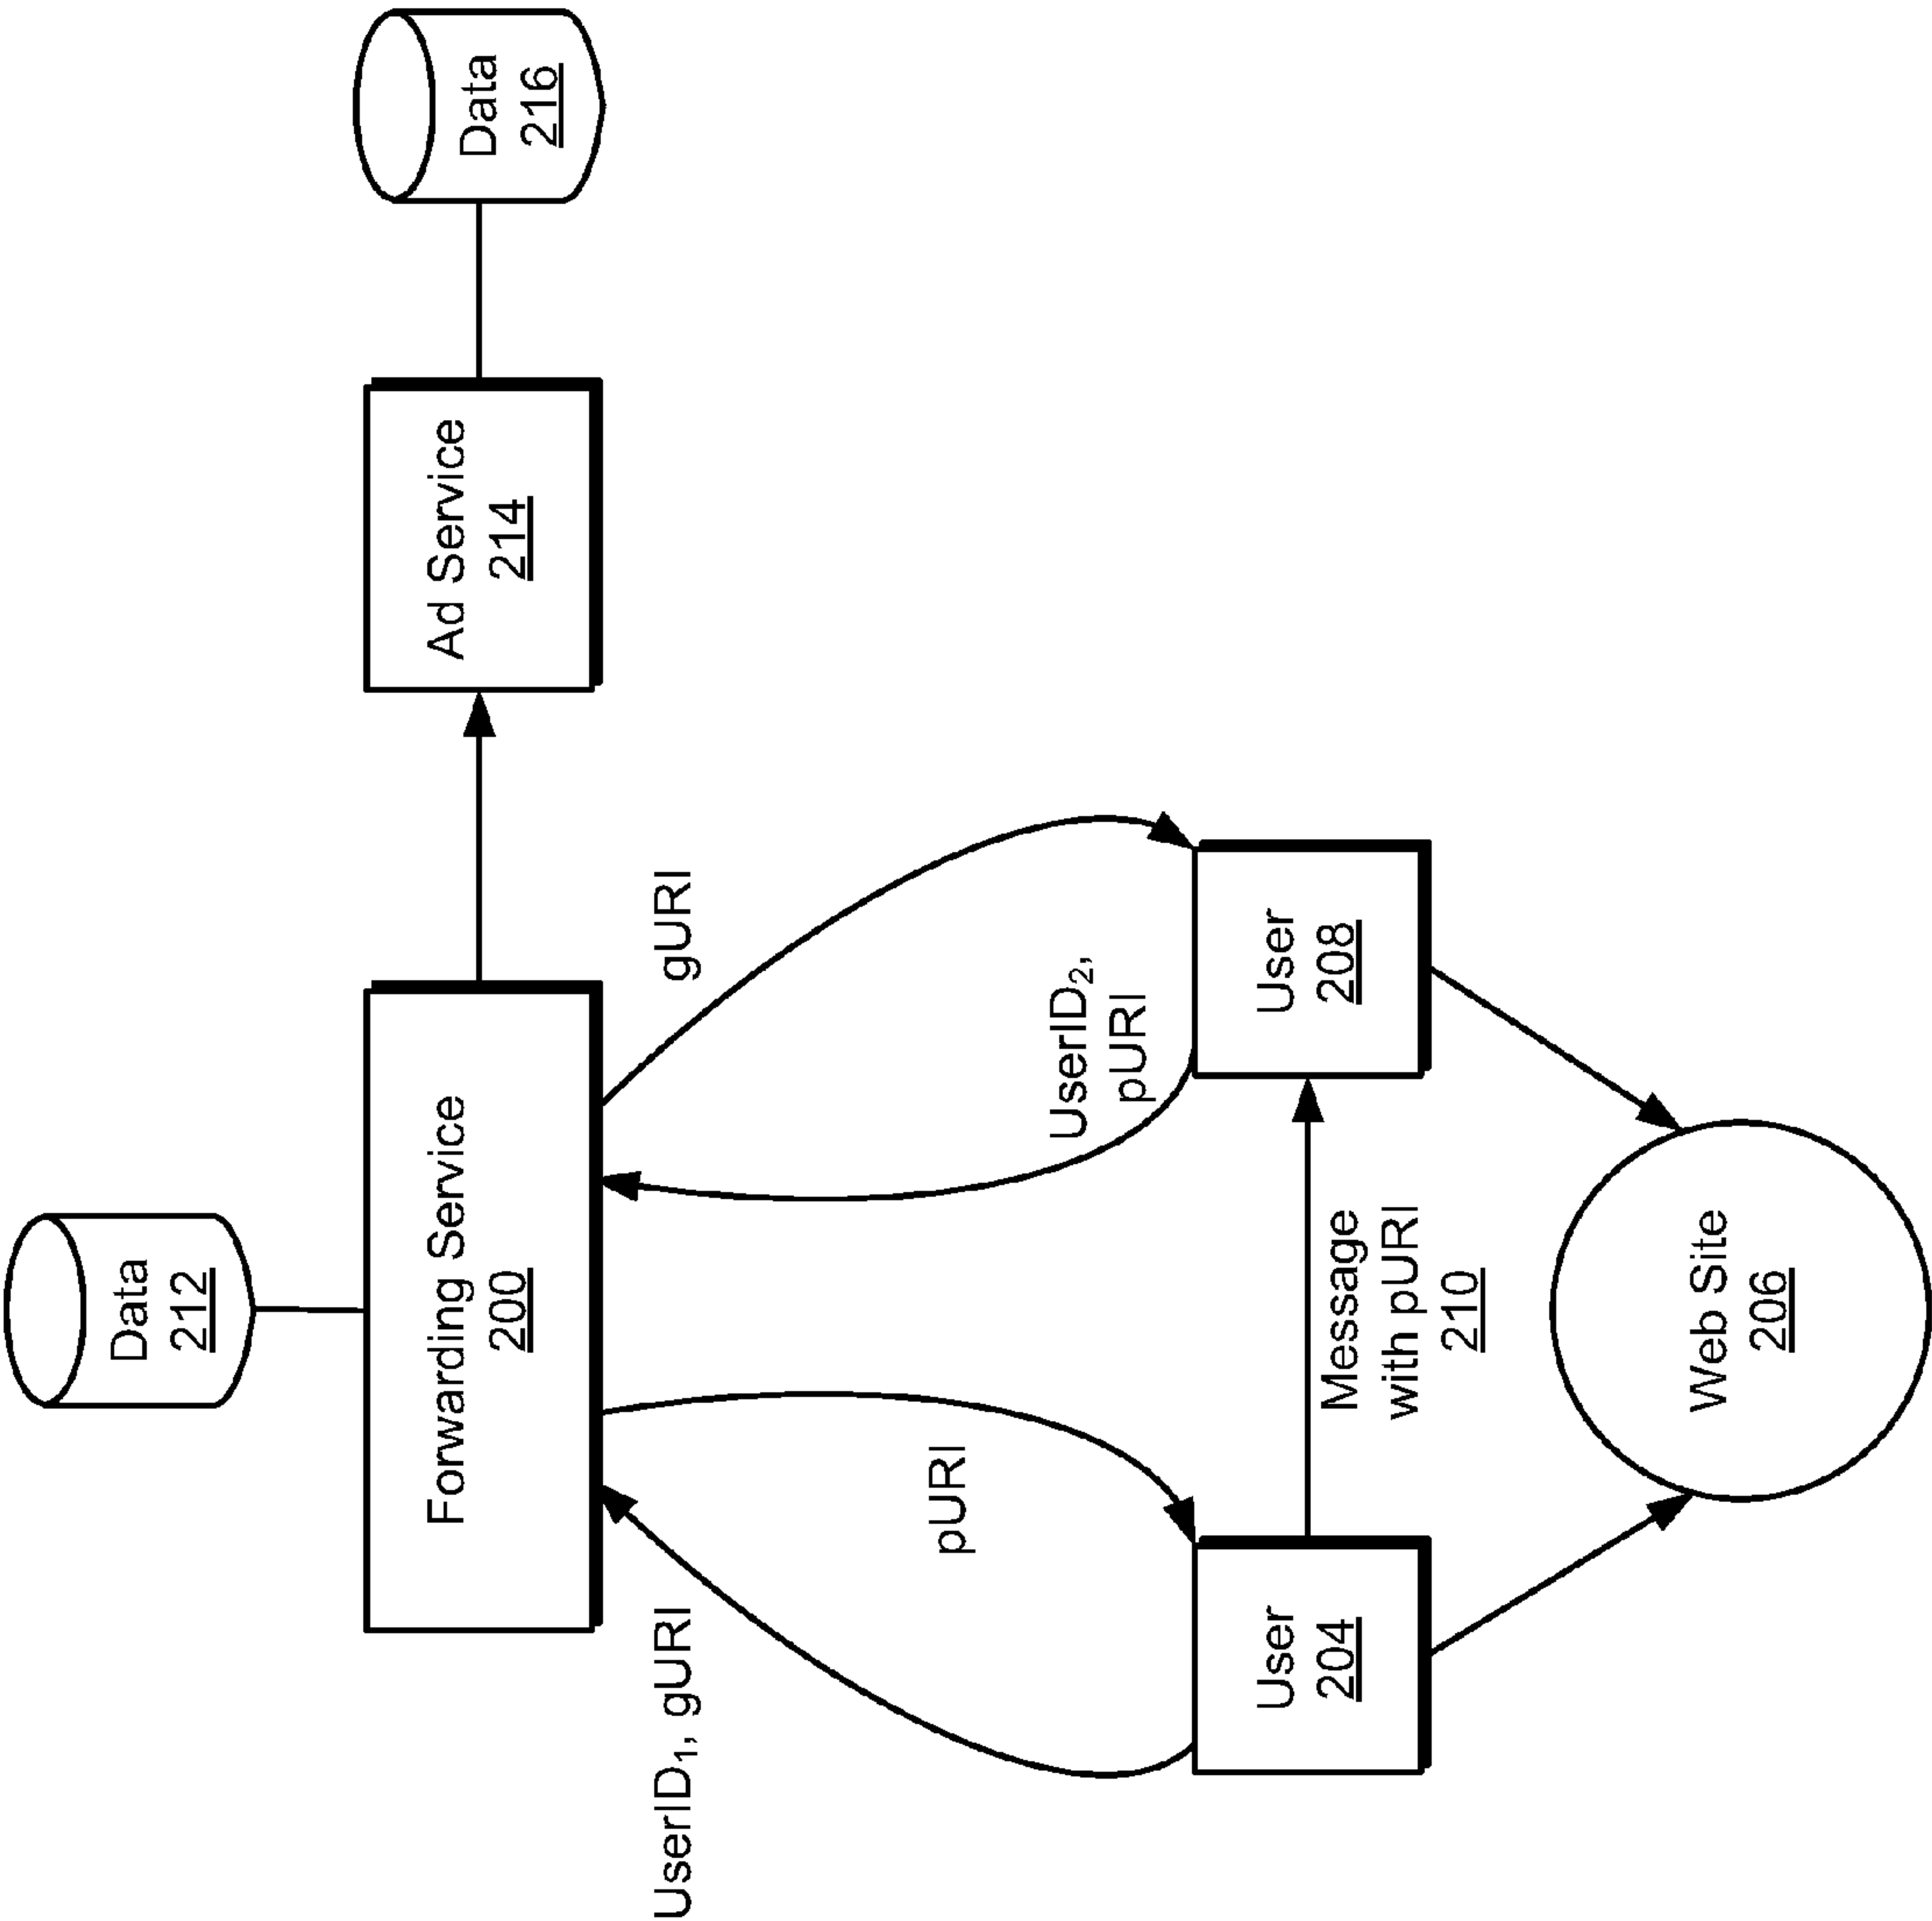 Data
212
Forwarding Service
200
Ad Service
214
Data
216
UserID1, gURI
pURI
UserID2,
pURI
gURI
User
204
Message
with pURI
210
User
208
Web Site
206